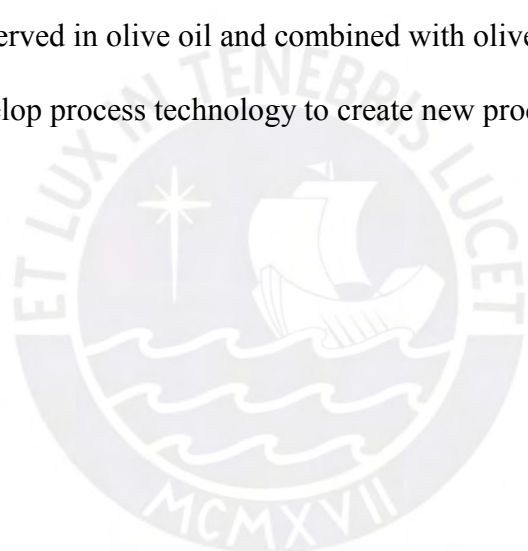 erved in olive oil and combined with olive
elop process technology to create new proc
ET LUX IN TENEBRIS LUCET
MCMXVII